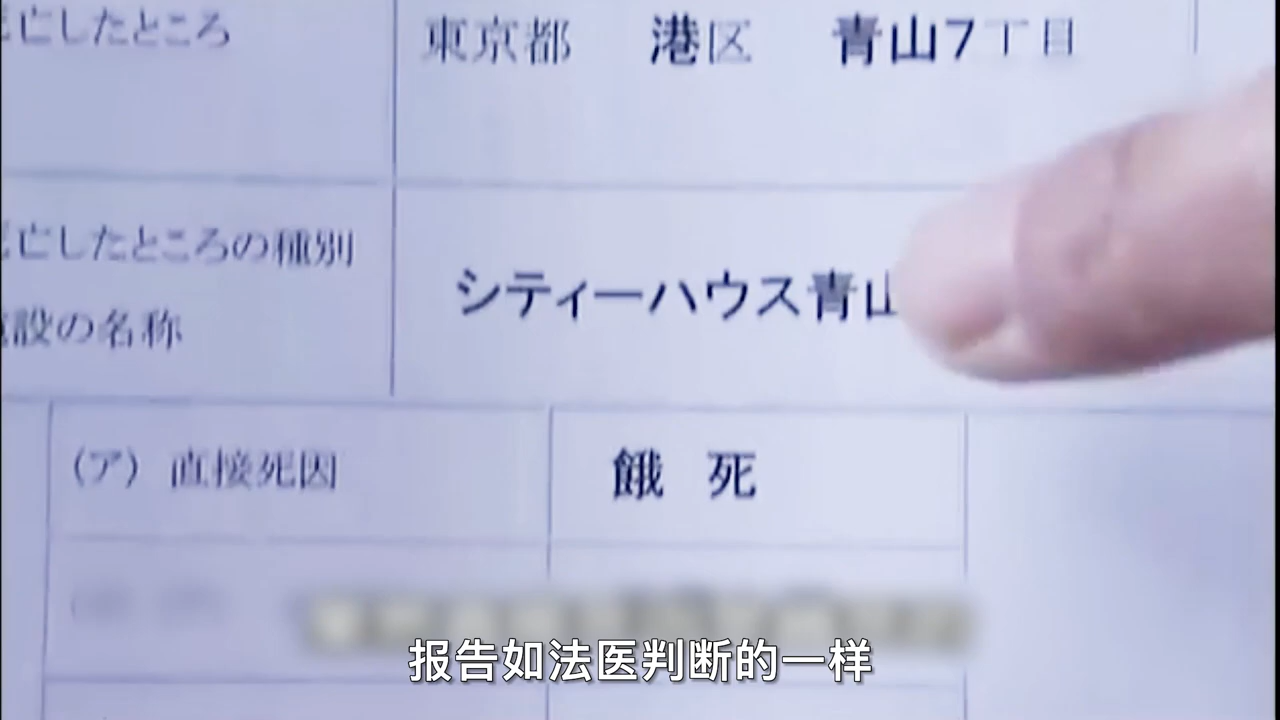 亡したところ
東京都 港区 青山7丁目
亡したところの種別
設の名称
シティーハウス青山
(ア) 直接死因
餓 死
报告如法医判断的一样